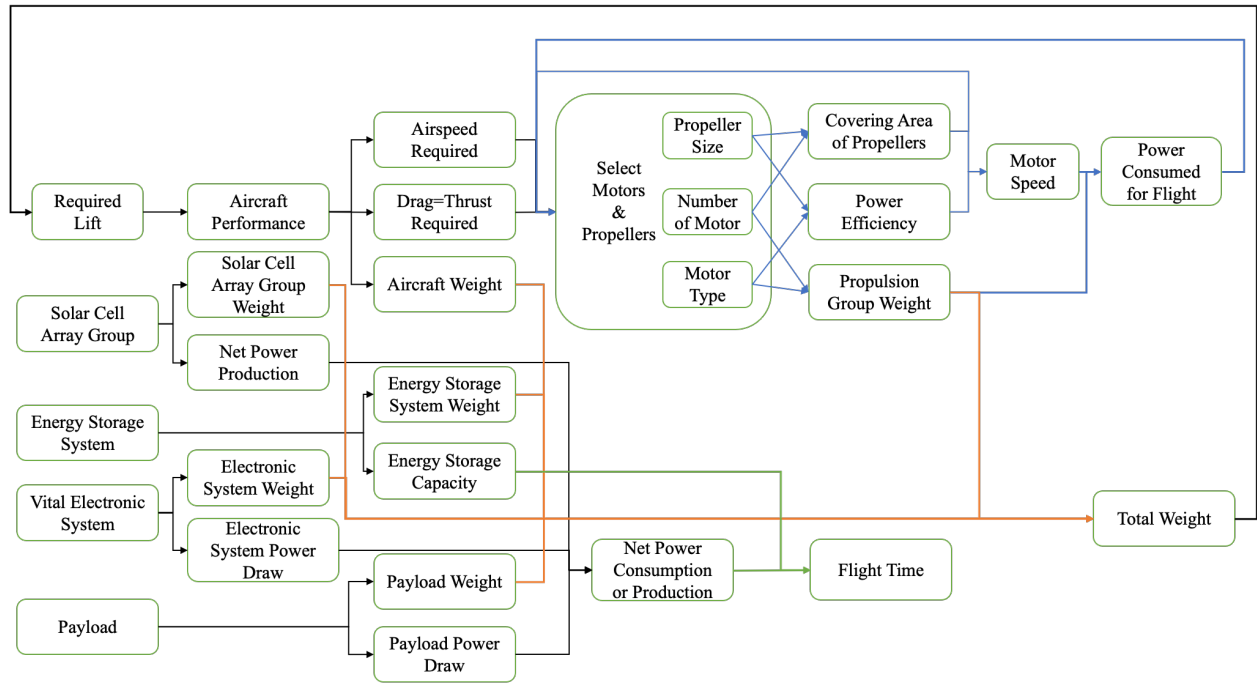 Required
Lift
Aircraft
Performance
Airspeed
Required
Drag=Thrust
Required
Aircraft Weight
Select
Motors
&
Propellers
Propeller
Size
Number
of Motor
Motor
Type
Covering Area
of Propellers
Power
Efficiency
Propulsion
Group Weight
Motor
Speed
Power
Consumed
for Flight
Solar Cell
Array Group
Solar Cell
Array Group
Weight
Net Power
Production
Energy Storage
System
Energy Storage
System Weight
Energy Storage
Capacity
Vital Electronic
System
Electronic
System Weight
Electronic
System Power
Draw
Payload
Payload Weight
Payload Power
Draw
Net Power
Consumption
or Production
Flight Time
Total Weight